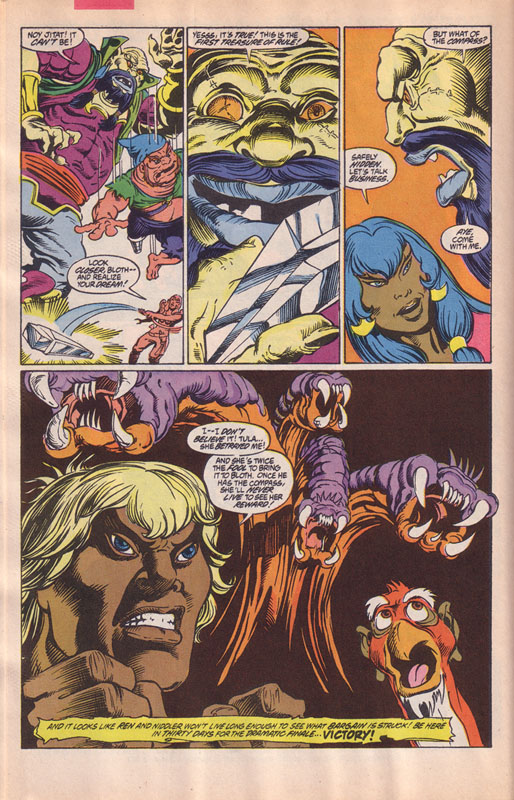 NOY JITAT! IT
CAN'T BE!
LOOK
CLOSER, BLOTH--
AND REALIZE
YOUR DREAM!
YESSS, IT'S TRUE! THIS IS THE
FIRST TREASURE OF RULE!
BUT WHAT OF
THE COMPASS?
SAFELY
HIDDEN.
LET'S TALK
BUSINESS.
AYE,
COME
WITH ME.
I--I DON'T
BELIEVE IT! TULA...
SHE BETRAYED ME!
AND SHE'S TWICE
THE FOOL TO BRING
IT TO BLOTH. ONCE HE
HAS THE COMPASS,
SHE'LL NEVER
LIVE TO SEE HER
REWARD!
AND IT LOOKS LIKE REN AND NIDDLER WON'T LIVE LONG ENOUGH TO SEE WHAT BARGAIN IS STRUCK! BE HERE
IN THIRTY DAYS FOR THE DRAMATIC FINALE... VICTORY!